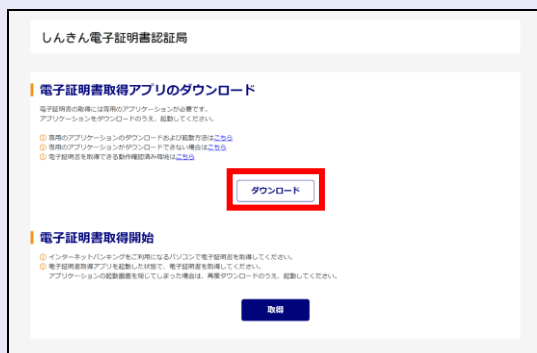 しんきん電子証明書認証局
電子証明書取得アプリのダウンロード
電子証明書の取得には専用のアプリケーションが必要です。
アプリケーションをダウンロードのうえ、起動してください。
専用のアプリケーションのダウンロードおよび起動方法はこちら
専用のアプリケーションがダウンロードできない場合はこちら
電子証明書を取得できる動作確認済み環境はこちら
ダウンロード
電子証明書取得開始
インターネットバンキングをご利用になるパソコンで電子証明書を取得してください。
電子証明書取得アプリを起動した状態で、電子証明書を取得してください。
アプリケーションの起動画面を閉じてしまった場合は、再度ダウンロードのうえ、起動してください。
取得